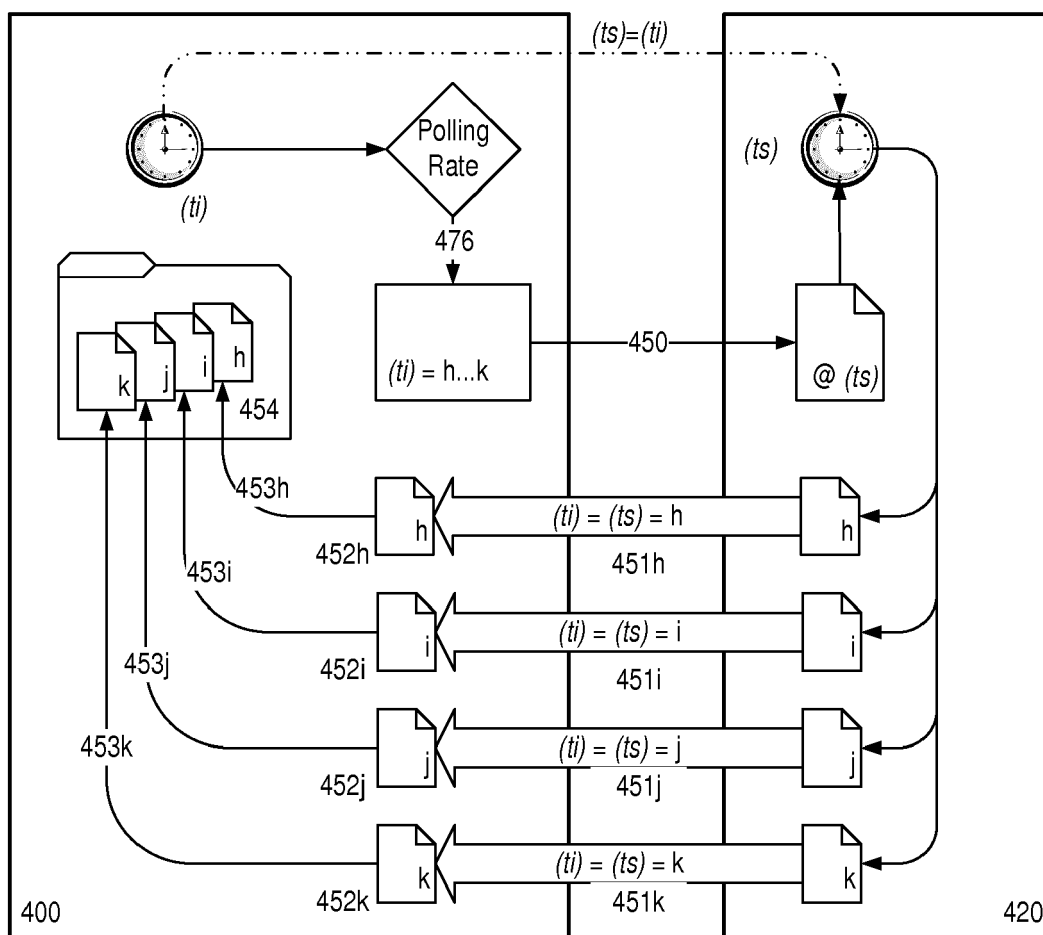 (ts)=(ti)
Polling
Rate
(ti)
(ts)
476
(ti) = h...k
450
@ (ts)
k
j
i
h
454
453h
h
(ti) = (ts) = h
h
452h
451h
453i
i
(ti) = (ts) = i
i
452i
451i
453j
j
(ti) = (ts) = j
j
452j
451j
453k
k
(ti) = (ts) = k
k
452k
451k
400
420